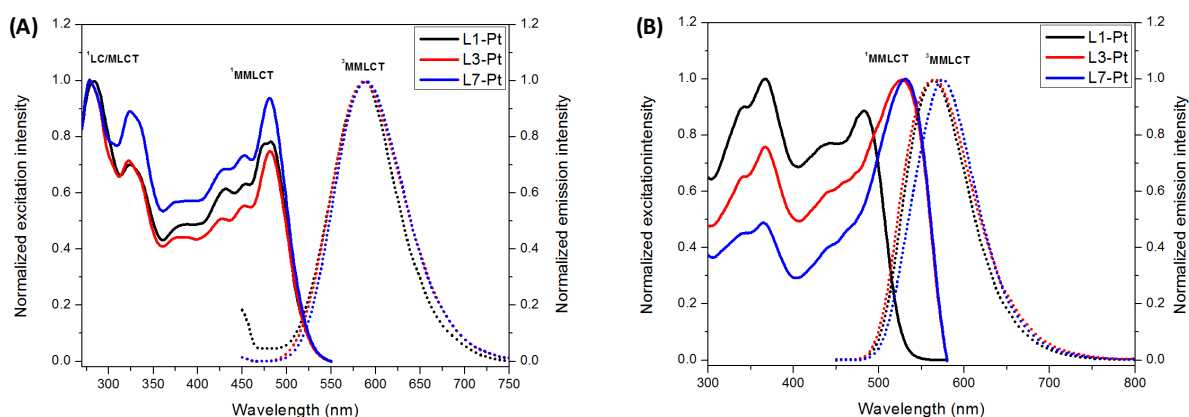 (A)
1.2
1.0
0.8
0.6
0.4
0.2
0.0
Normalized excitation intensity
¹LC/MLCT
¹MMLCT
³MMLCT
L1-Pt
L3-Pt
L7-Pt
1.2
1.0
0.8
0.6
0.4
0.2
0.0
Normalized emission intensity
300 350 400 450 500 550 600 650 700 750
Wavelength (nm)
(B)
1.2
1.0
0.8
0.6
0.4
0.2
0.0
Normalized excitationintensity
¹MMLCT
³MMLCT
L1-Pt
L3-Pt
L7-Pt
1.2
1.0
0.8
0.6
0.4
0.2
0.0
Normalized emission intensity
300 400 500 600 700 800
Wavelength (nm)